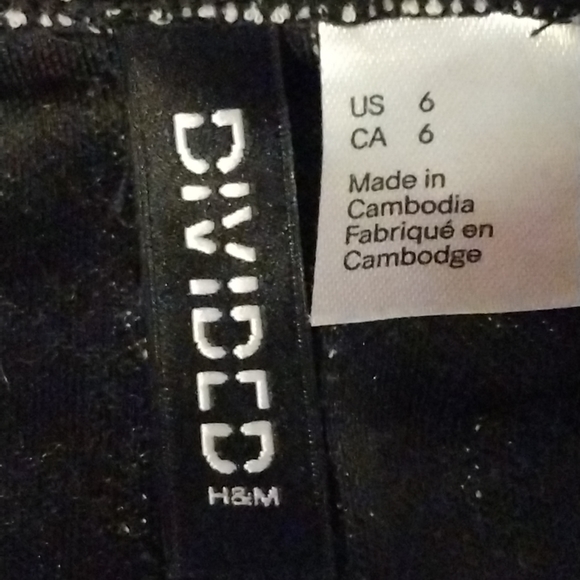 DIVIDED
H&M
US 6
CA 6
Made in
Cambodia
Fabriqué en
Cambodge